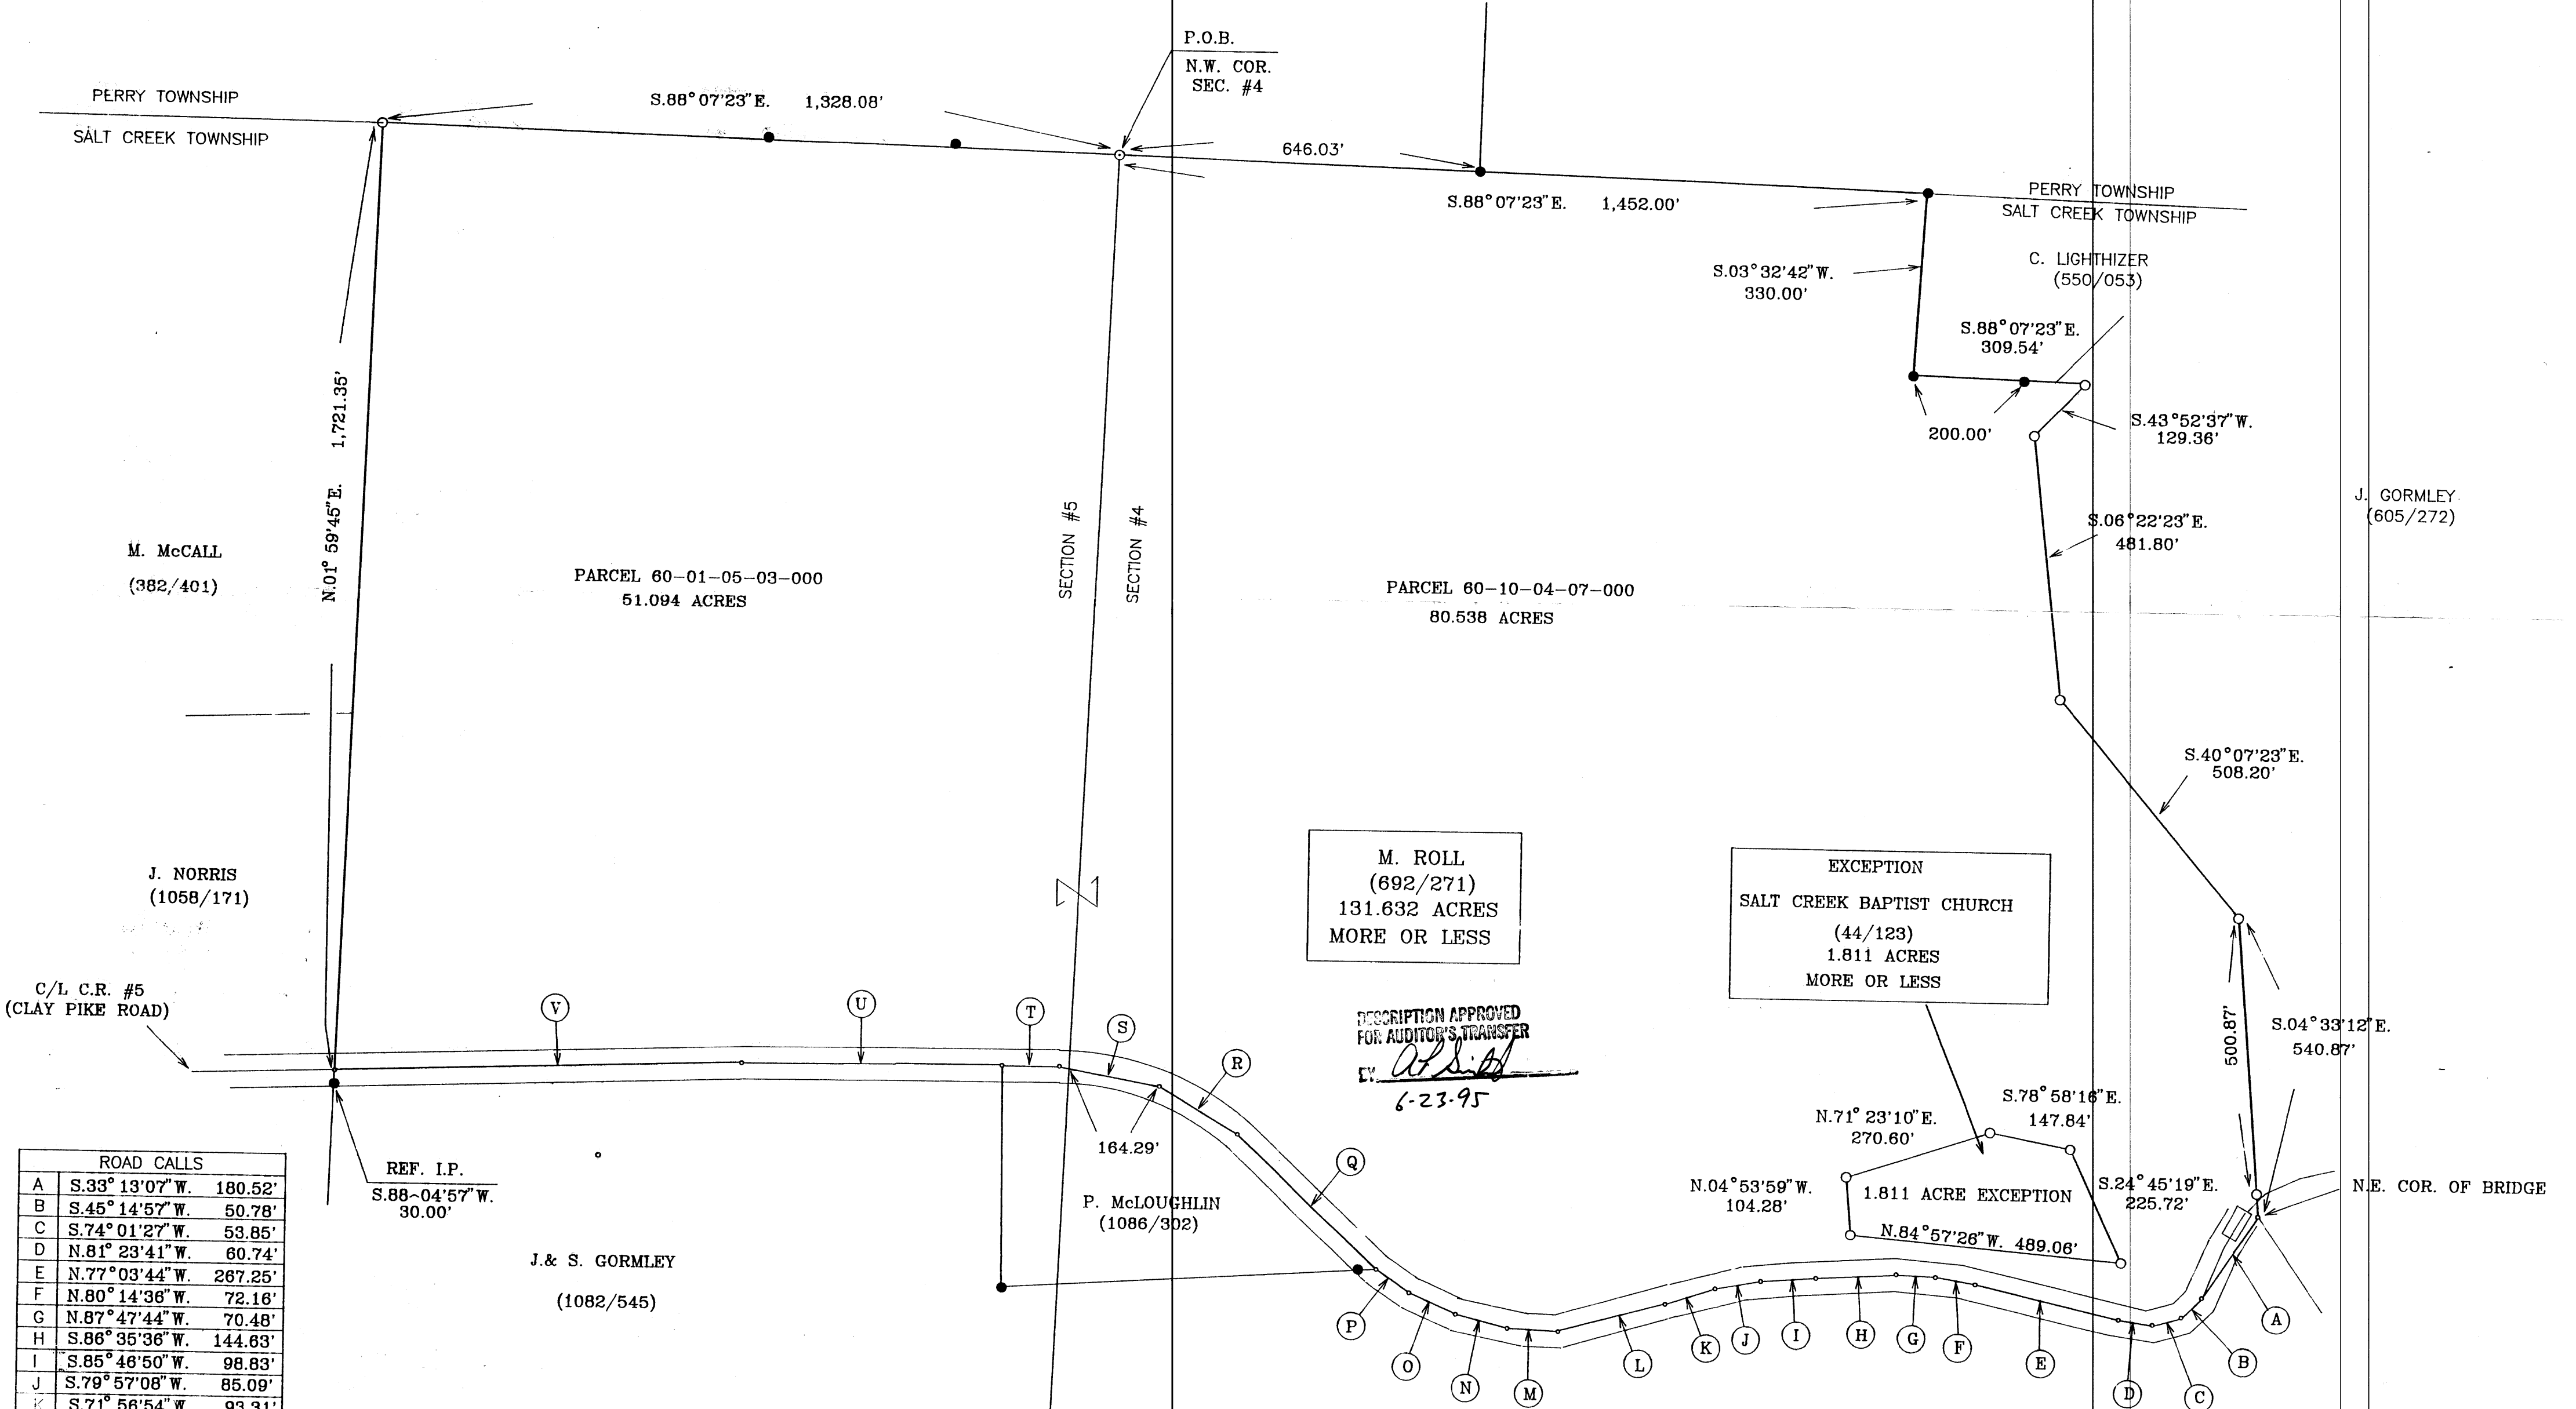 P.O.B.
N.W. COR.
SEC. #4
PERRY TOWNSHIP
SALT CREEK TOWNSHIP
S.88°07'23"E. 1,328.08'
646.03'
S.88°07'23"E. 1,452.00'
PERRY TOWNSHIP
SALT CREEK TOWNSHIP
C. LIGHTHIZER
(550/053)
S.03°32'42"W.
330.00'
S.88°07'23"E.
309.54'
200.00'
S.43°52'37"W.
129.36'
N.01°59'45"E. 1,721.35'
M. McCALL
(382/401)
PARCEL 60-01-05-03-000
51.094 ACRES
SECTION #5
SECTION #4
PARCEL 60-10-04-07-000
80.538 ACRES
S.06°22'23"E.
481.80'
J. GORMLEY
(605/272)
S.40°07'23"E.
508.20'
J. NORRIS
(1058/171)
M. ROLL
(692/271)
131.632 ACRES
MORE OR LESS
EXCEPTION
SALT CREEK BAPTIST CHURCH
(44/123)
1.811 ACRES
MORE OR LESS
C/L C.R. #5
(CLAY PIKE ROAD)
V
U
T
S
R
DESCRIPTION APPROVED
FOR AUDITOR'S TRANSFER
BY
6-23-95
500.87'
S.04°33'12"E.
540.87'
164.29'
Q
N.71°23'10"E.
270.60'
S.78°58'16"E.
147.84'
N.04°53'59"W.
104.28'
1.811 ACRE EXCEPTION
S.24°45'19"E.
225.72'
N.84°57'26"W. 489.06'
N.E. COR. OF BRIDGE
REF. I.P.
S.88~04'57"W.
30.00'
P. McLOUGHLIN
(1086/302)
J.& S. GORMLEY
(1082/545)
P
O
N
M
L
K
J
I
H
G
F
E
D
C
B
A
ROAD CALLS
A S.33°13'07"W. 180.52'
B S.45°14'57"W. 50.78'
C S.74°01'27"W. 53.85'
D N.81°23'41"W. 60.74'
E N.77°03'44"W. 267.25'
F N.80°14'36"W. 72.16'
G N.87°47'44"W. 70.48'
H S.86°35'36"W. 144.63'
I S.85°46'50"W. 98.83'
J S.79°57'08"W. 85.09'
K S.71°56'54"W. 93.31'